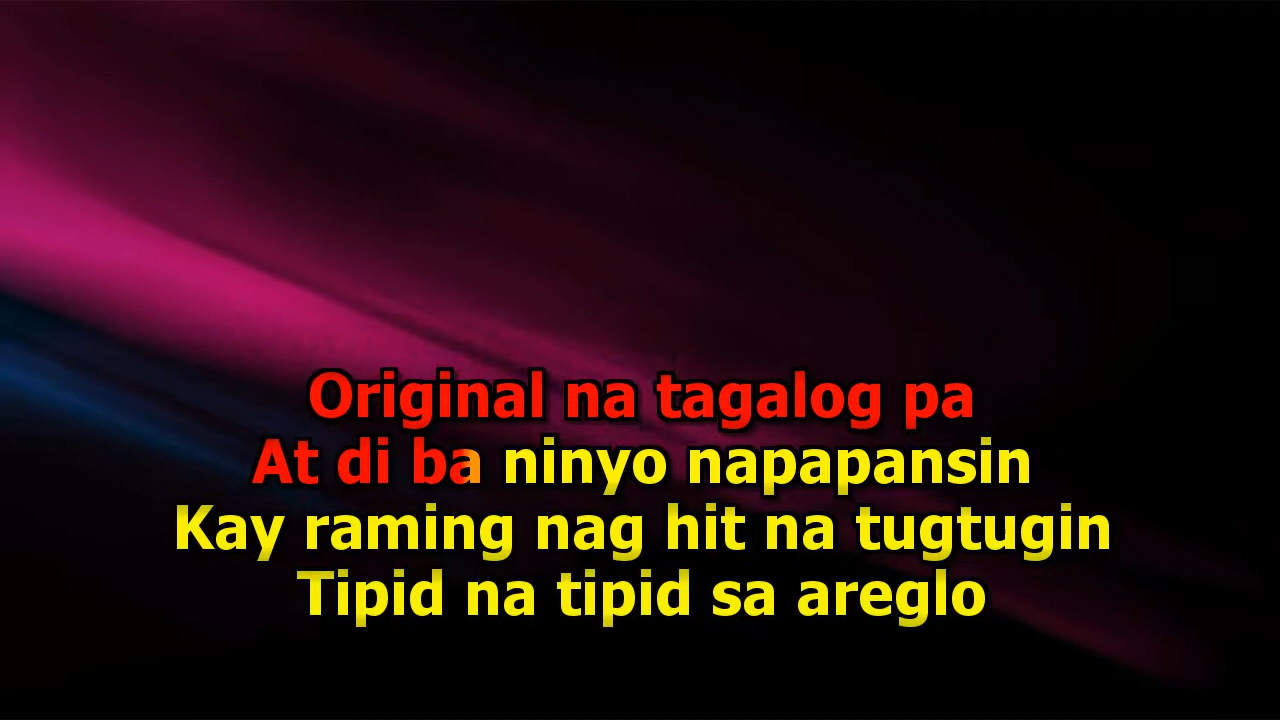 Original na tagalog pa
At di ba ninyo napapansin
Kay raming nag hit na tugtugin
Tipid na tipid sa areglo